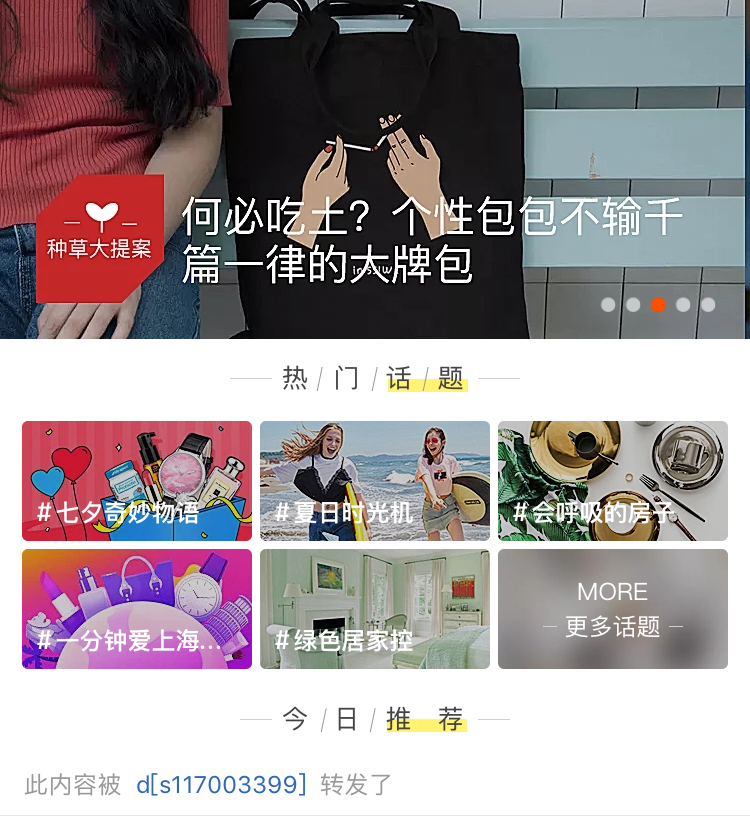 何必吃土？个性包包不输千
篇一律的大牌包
种草大提案
热/门/话/题
#七夕奇妙物语
#夏日时光机
#会呼吸的房子
#一分钟爱上海...
#绿色居家控
MORE
更多话题
今/日/推 荐
此内容被 d[s117003399] 转发了